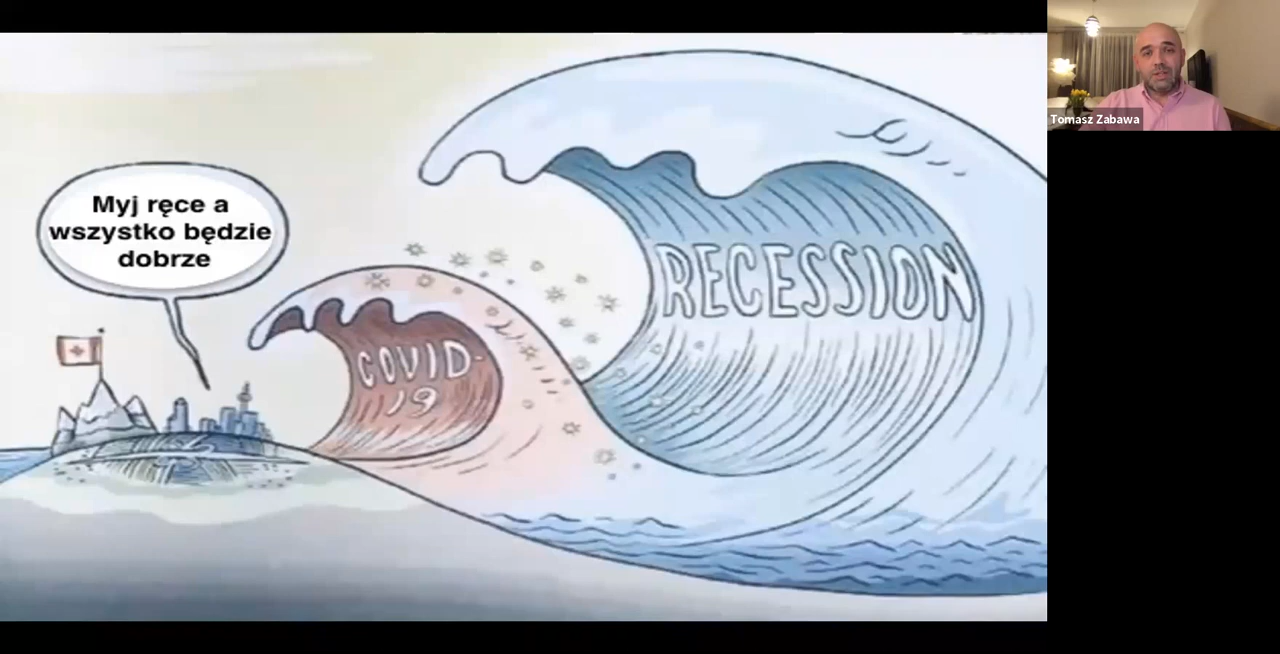 Myj ręce a
wszystko będzie
dobrze
COVID-
19
RECESSION
Tomasz Zabawa